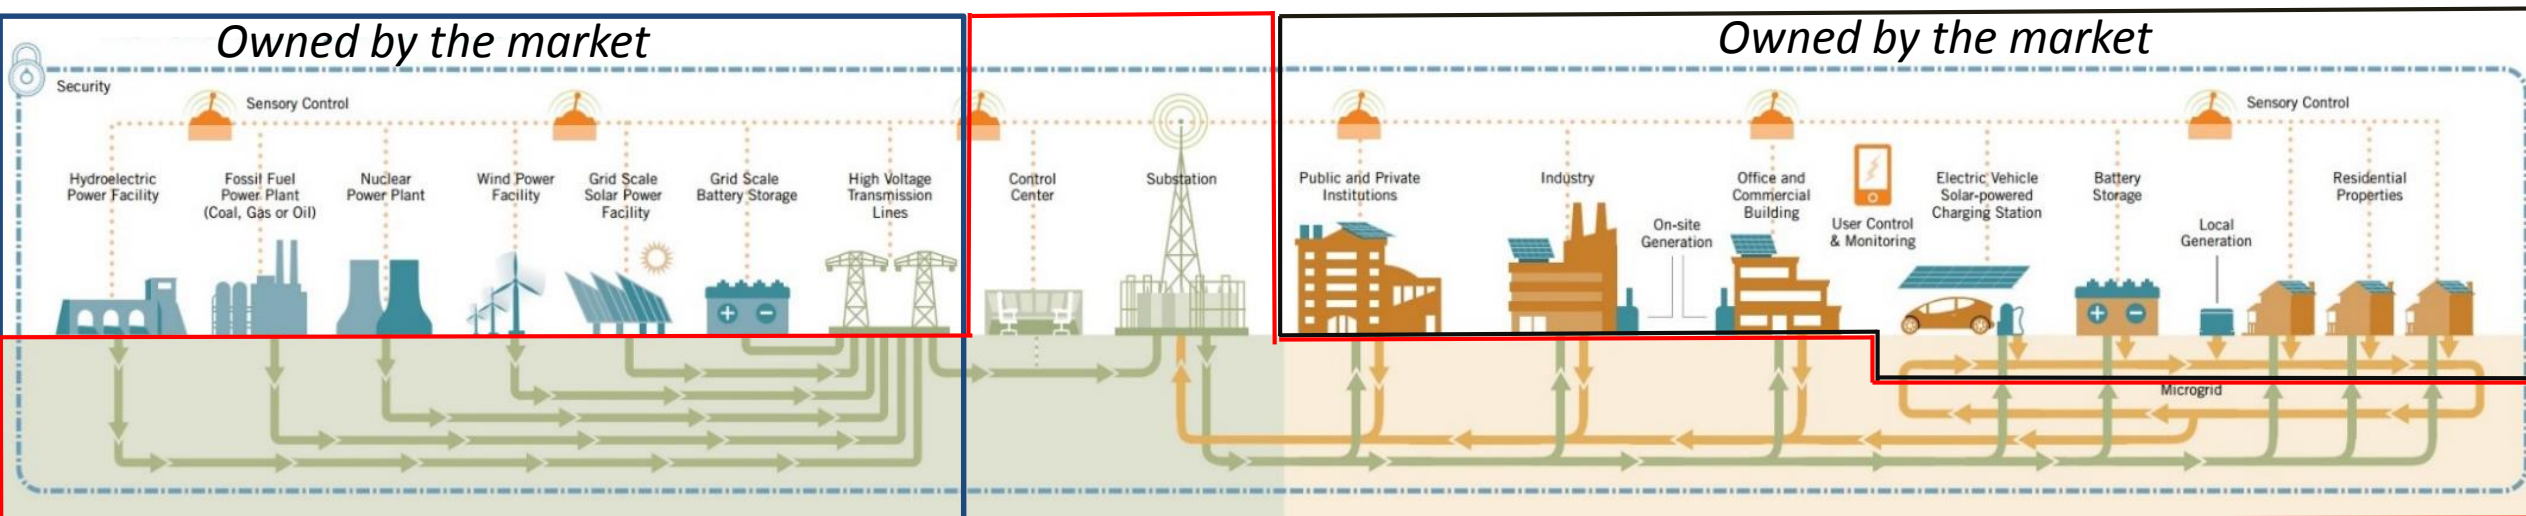 Owned by the market
Owned by the market
Security
Sensory Control
Sensory Control
Hydroelectric
Power Facility
Fossil Fuel
Power Plant
(Coal, Gas or Oil)
Nuclear
Power Plant
Wind Power
Facility
Grid Scale
Solar Power
Facility
Grid Scale
Battery Storage
High Voltage
Transmission
Lines
Control
Center
Substation
Public and Private
Institutions
Industry
On-site
Generation
Office and
Commercial
Building
User Control
& Monitoring
Electric Vehicle
Solar-powered
Charging Station
Battery
Storage
Local
Generation
Residential
Properties
Microgrid